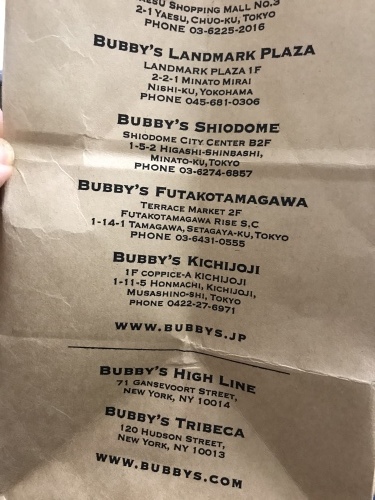 SHOPPING MALL NO.3
2-1 YAESU, CHUO-KU, TOKYO
PHONE 03-6225-2016
BUBBY'S LANDMARK PLAZA
LANDMARK PLAZA 1F
2-2-1 MINATO MIRAI
NISHI-KU, YOKOHAMA
PHONE 045-681-0306
BUBBY'S SHIODOME
SHIODOME CITY CENTER B2F
1-5-2 HIGASHI-SHINBASHI,
MINATO-KU, TOKYO
PHONE 03-6274-6857
BUBBY'S FUTAKOTAMAGAWA
TERRACE MARKET 2F
FUTAKOTAMAGAWA RISE S,C
1-14-1 TAMAGAWA, SETAGAYA-KU, TOKYO
PHONE 03-6431-0555
BUBBY'S KICHIJOJI
1F COPPICE-A KICHIJOJI
1-11-5 HONMACHI, KICHIJOJI,
MUSASHINO-SHI, TOKYO
PHONE 0422-27-6971
WWW.BUBBYS.JP
BUBBY'S HIGH LINE
71 GANSEVOORT STREET,
NEW YORK, NY 10014
BUBBY'S TRIBECA
120 HUDSON STREET,
NEW YORK, NY 10013
WWW.BUBBYS.COM